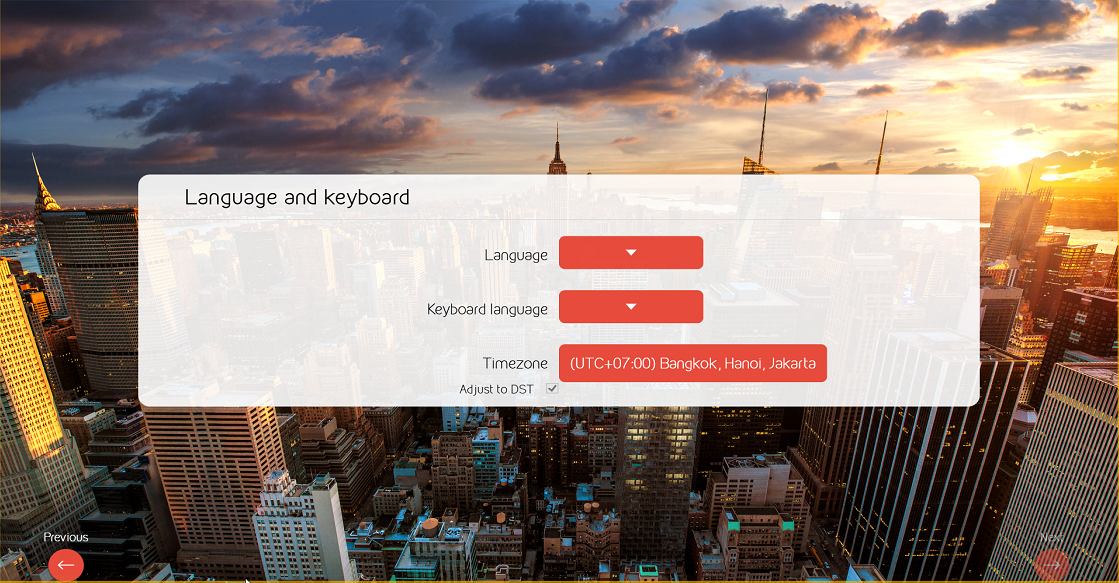 Language and keyboard
Language
Keyboard language
Timezone (UTC+07:00) Bangkok, Hanoi, Jakarta
Adjust to DST
Previous
Next